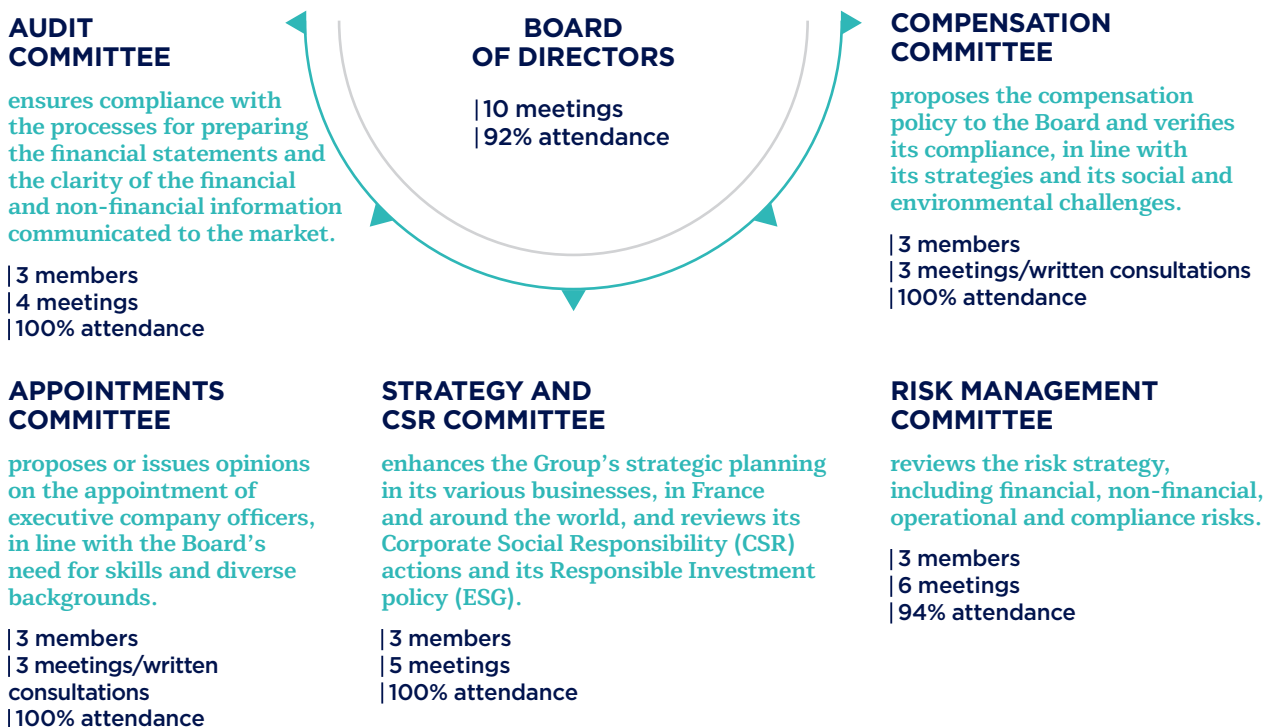 AUDIT
COMMITTEE
ensures compliance with
the processes for preparing
the financial statements and
the clarity of the financial
and non-financial information
communicated to the market.
|3 members
|4 meetings
|100% attendance
BOARD
OF DIRECTORS
|10 meetings
|92% attendance
COMPENSATION
COMMITTEE
proposes the compensation
policy to the Board and verifies
its compliance, in line with
its strategies and its social and
environmental challenges.
|3 members
|3 meetings/written consultations
|100% attendance
APPOINTMENTS
COMMITTEE
proposes or issues opinions
on the appointment of
executive company officers,
in line with the Board’s
need for skills and diverse
backgrounds.
|3 members
|3 meetings/written
consultations
|100% attendance
STRATEGY AND
CSR COMMITTEE
enhances the Group’s strategic planning
in its various businesses, in France
and around the world, and reviews its
Corporate Social Responsibility (CSR)
actions and its Responsible Investment
policy (ESG).
|3 members
|5 meetings
|100% attendance
RISK MANAGEMENT
COMMITTEE
reviews the risk strategy,
including financial, non-financial,
operational and compliance risks.
|3 members
|6 meetings
|94% attendance